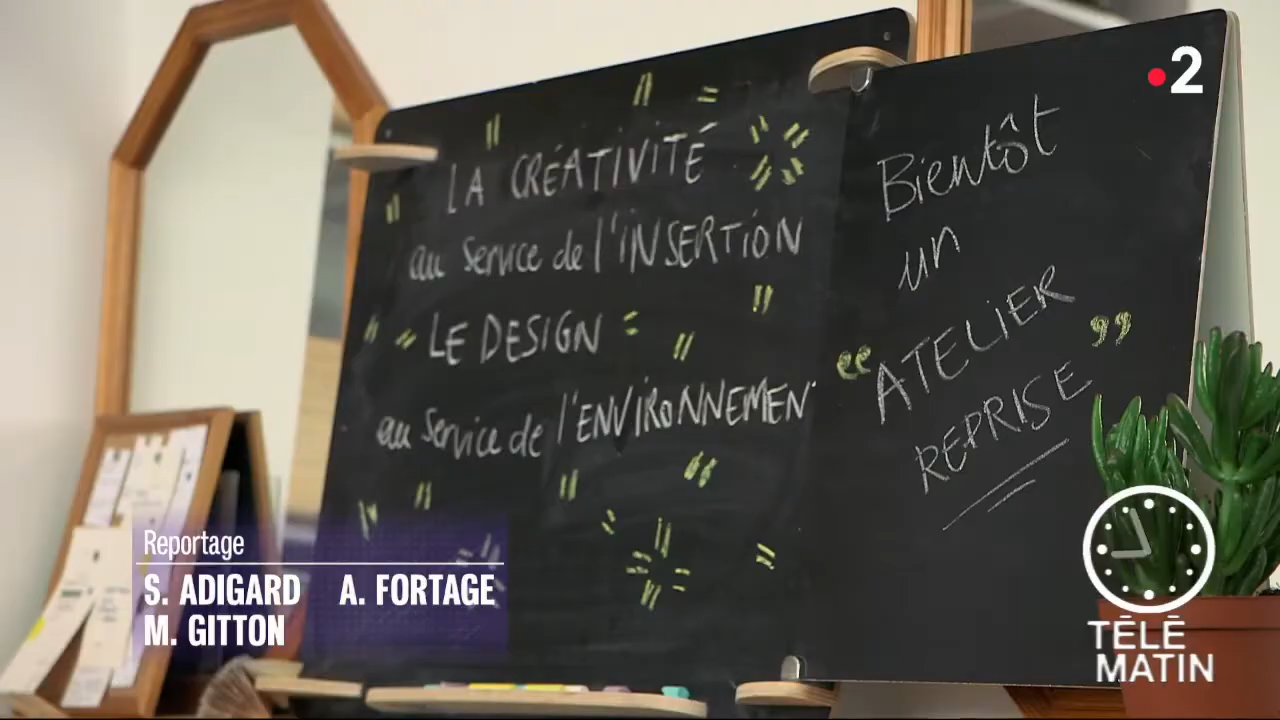 LA CRÉATIVITÉ
au service de l'INSERTION
LE DESIGN
au service de l'ENVIRONNEMEN
Bientôt
un
"ATELIER
REPRISE"
2
Reportage
S. ADIGARD A. FORTAGE
M. GITTON
TÉLÉ
MATIN